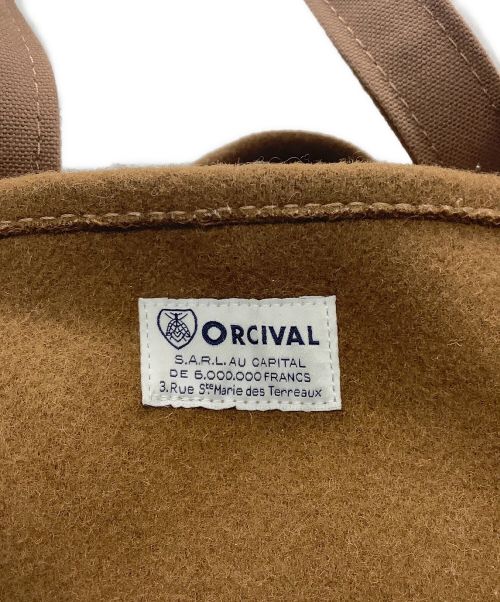 ORCIVAL
S.A.R.L. AU CAPITAL
DE 6.000.000 FRANCS
3. Rue Ste Marie des Terreaux